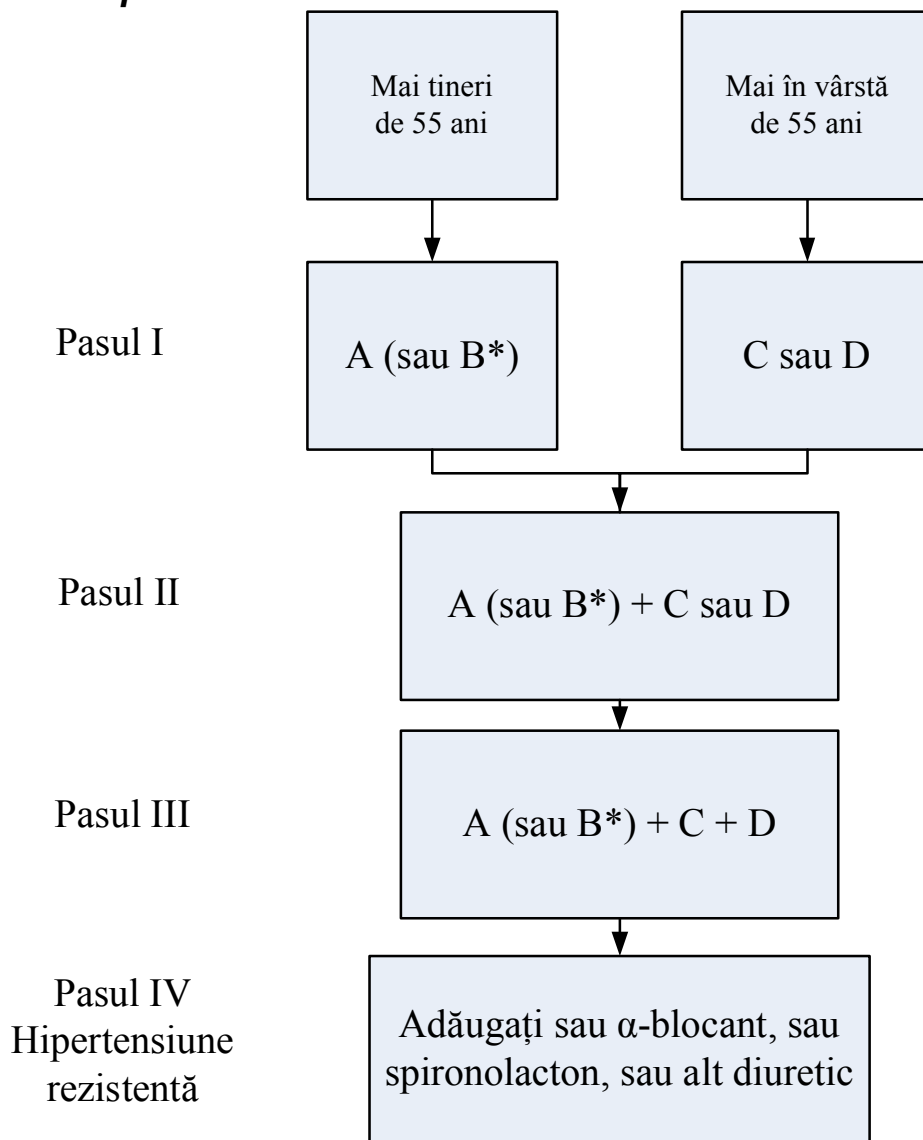 Mai tineri
de 55 ani
Mai în vârstă
de 55 ani
Pasul I
A (sau B*)
C sau D
Pasul II
A (sau B*) + C sau D
Pasul III
A (sau B*) + C + D
Pasul IV
Hipertensiune
rezistentă
Adăugați sau α-blocant, sau
spironolacton, sau alt diuretic